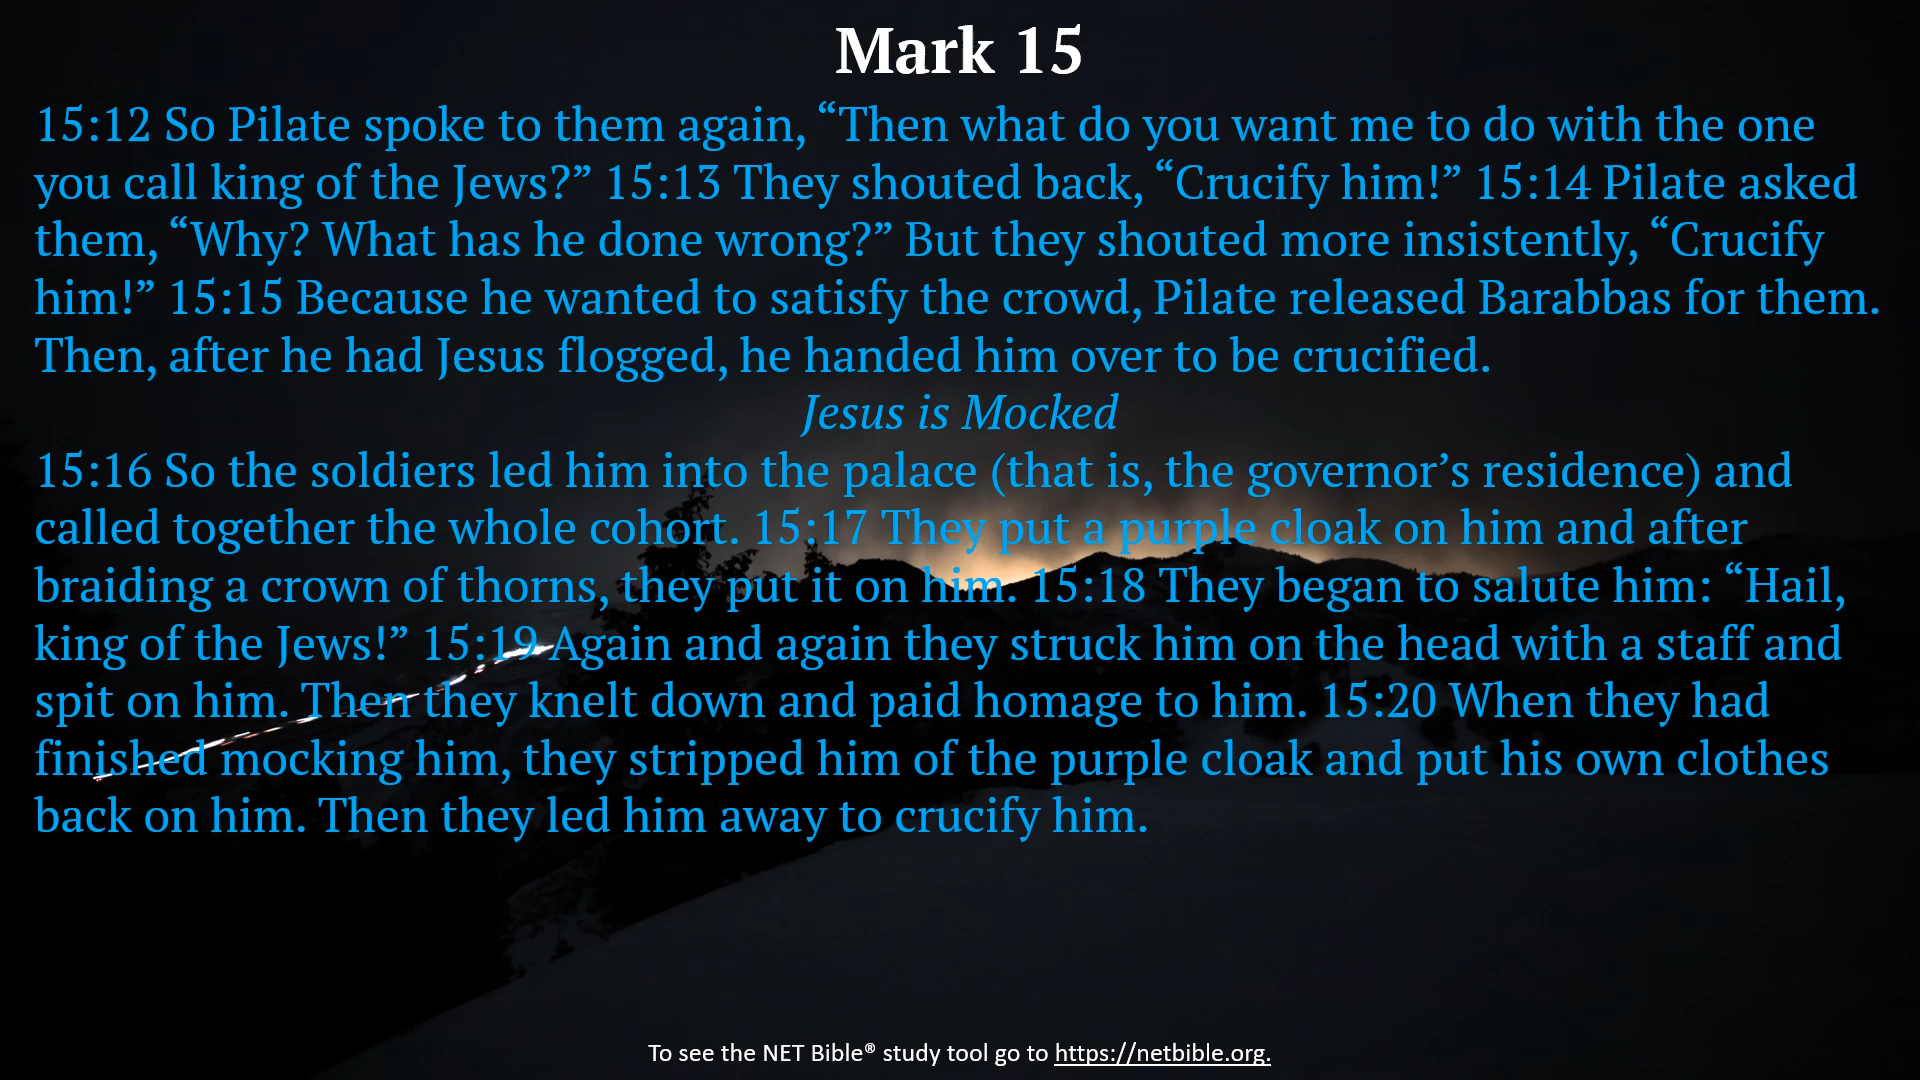 Mark 15
15:12 So Pilate spoke to them again, “Then what do you want me to do with the one
you call king of the Jews?” 15:13 They shouted back, “Crucify him!” 15:14 Pilate asked
them, “Why? What has he done wrong?” But they shouted more insistently, “Crucify
him!” 15:15 Because he wanted to satisfy the crowd, Pilate released Barabbas for them.
Then, after he had Jesus flogged, he handed him over to be crucified.
Jesus is Mocked
15:16 So the soldiers led him into the palace (that is, the governor’s residence) and
called together the whole cohort. 15:17 They put a purple cloak on him and after
braiding a crown of thorns, they put it on him. 15:18 They began to salute him: “Hail,
king of the Jews!” 15:19 Again and again they struck him on the head with a staff and
spit on him. Then they knelt down and paid homage to him. 15:20 When they had
finished mocking him, they stripped him of the purple cloak and put his own clothes
back on him. Then they led him away to crucify him.
To see the NET Bible® study tool go to https://netbible.org.